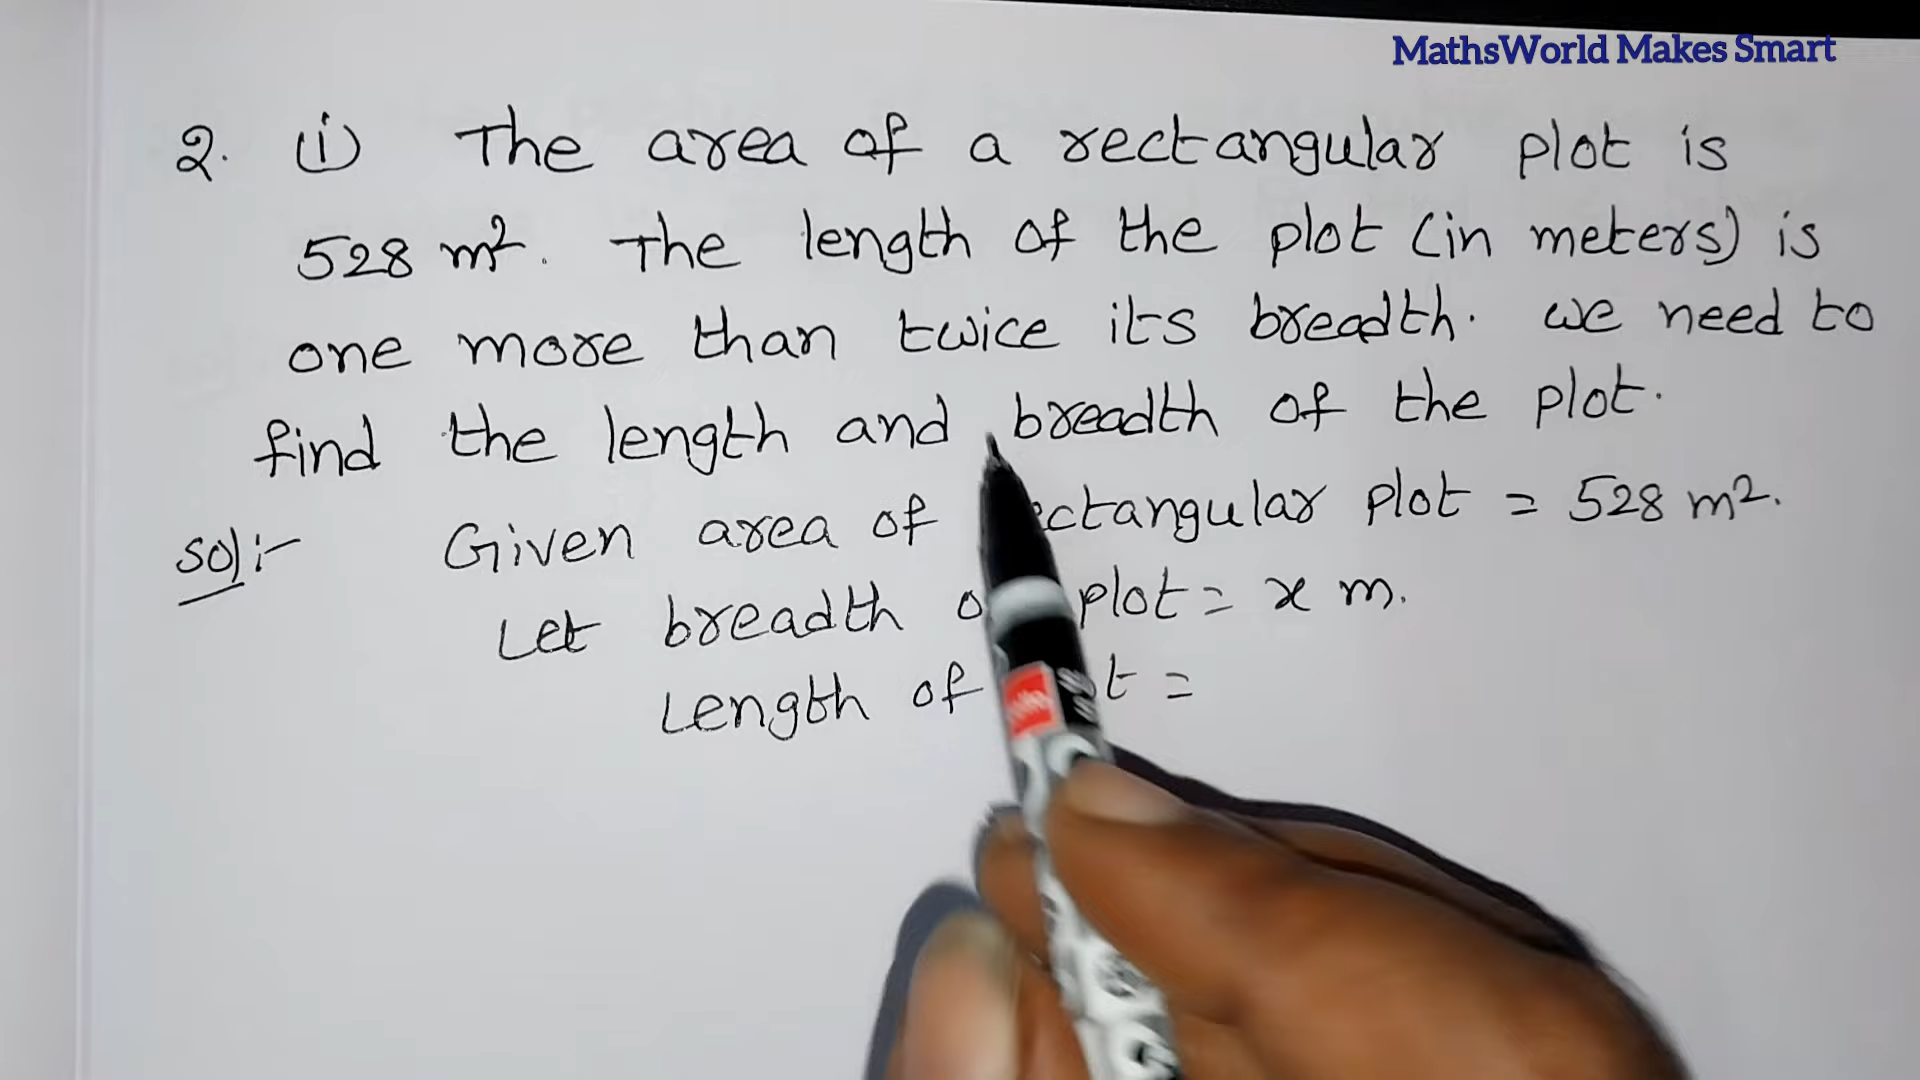 MathsWorld Makes Smart
2. (i) The area of a rectangular plot is
528 m². The length of the plot (in meters) is
one more than twice its breadth. we need to
find the length and breadth of the plot.
Sol:- Given area of rectangular plot = 528 m².
Let breadth plot = x m.
Length of =